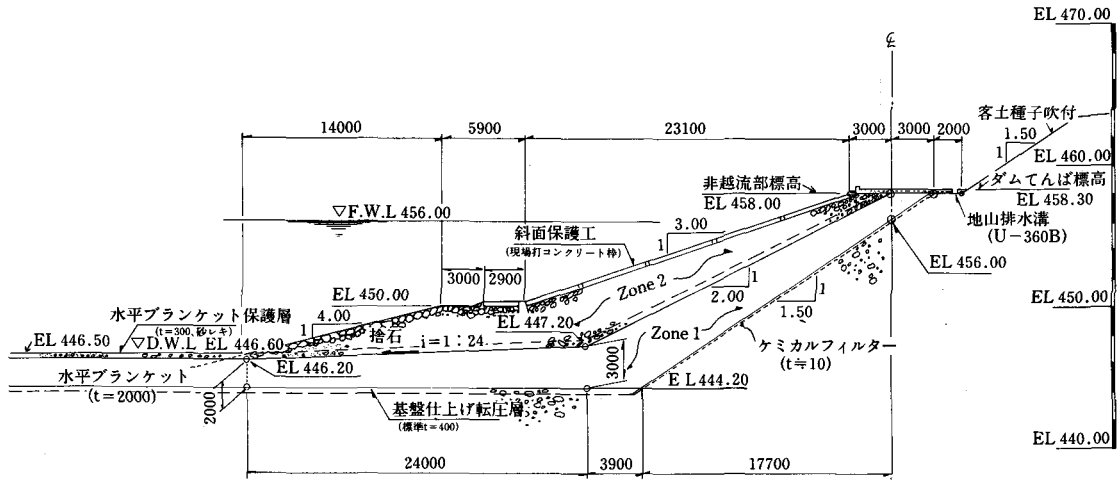 EL 470.00
℄
客土種子吹付
14000
5900
23100
3000
3000
2000
1.50
1
EL 460.00
非越流部標高
EL 458.00
ダムてんば標高
EL 458.30
地山排水溝
(U-360B)
▽F.W.L 456.00
3.00
1
斜面保護工
(現場打コンクリート枠)
EL 456.00
3000
2900
Zone 2
1
2.00
1
1.50
EL 450.00
EL 450.00
水平ブランケット保護層
(t=300、砂レキ)
1
4.00
捨石
EL 447.20
Zone 1
ケミカルフィルター
(t≒10)
EL 446.50
▽D.W.L EL 446.60
i=1:24
EL 446.20
3000
水平ブランケット
(t=2000)
2000
EL 444.20
基盤仕上げ転圧層
(標準t=400)
EL 440.00
24000
3900
17700